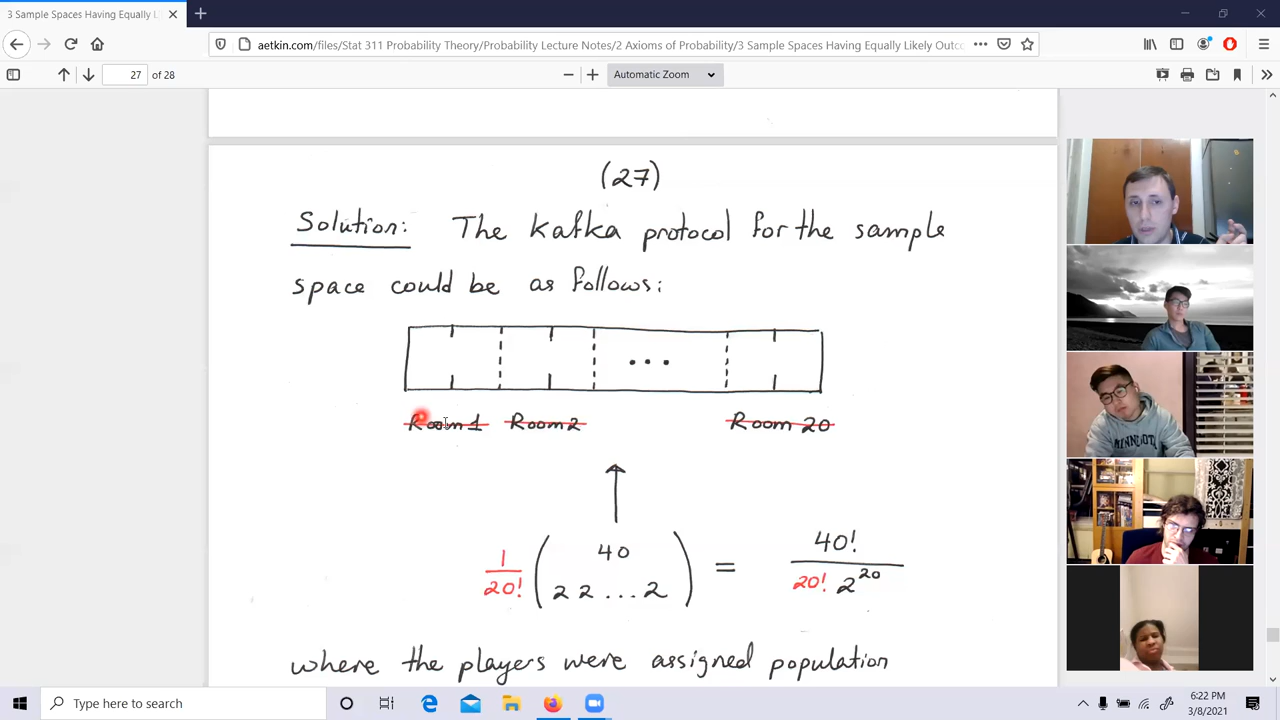 3 Sample Spaces Having Equally Li
aetkin.com/files/Stat 311 Probability Theory/Probability Lecture Notes/2 Axioms of Probability/3 Sample Spaces Having Equally Likely Outco
27 of 28
Automatic Zoom
(27)
Solution: The Kafka protocol for the sample
space could be as follows:
...
Room 1 Room 2 Room 20
1/20! (40 2 2 ... 2) = 40!/20! 2^20
where the players were assigned population
MINNESOTA
Type here to search
6:22 PM
3/8/2021